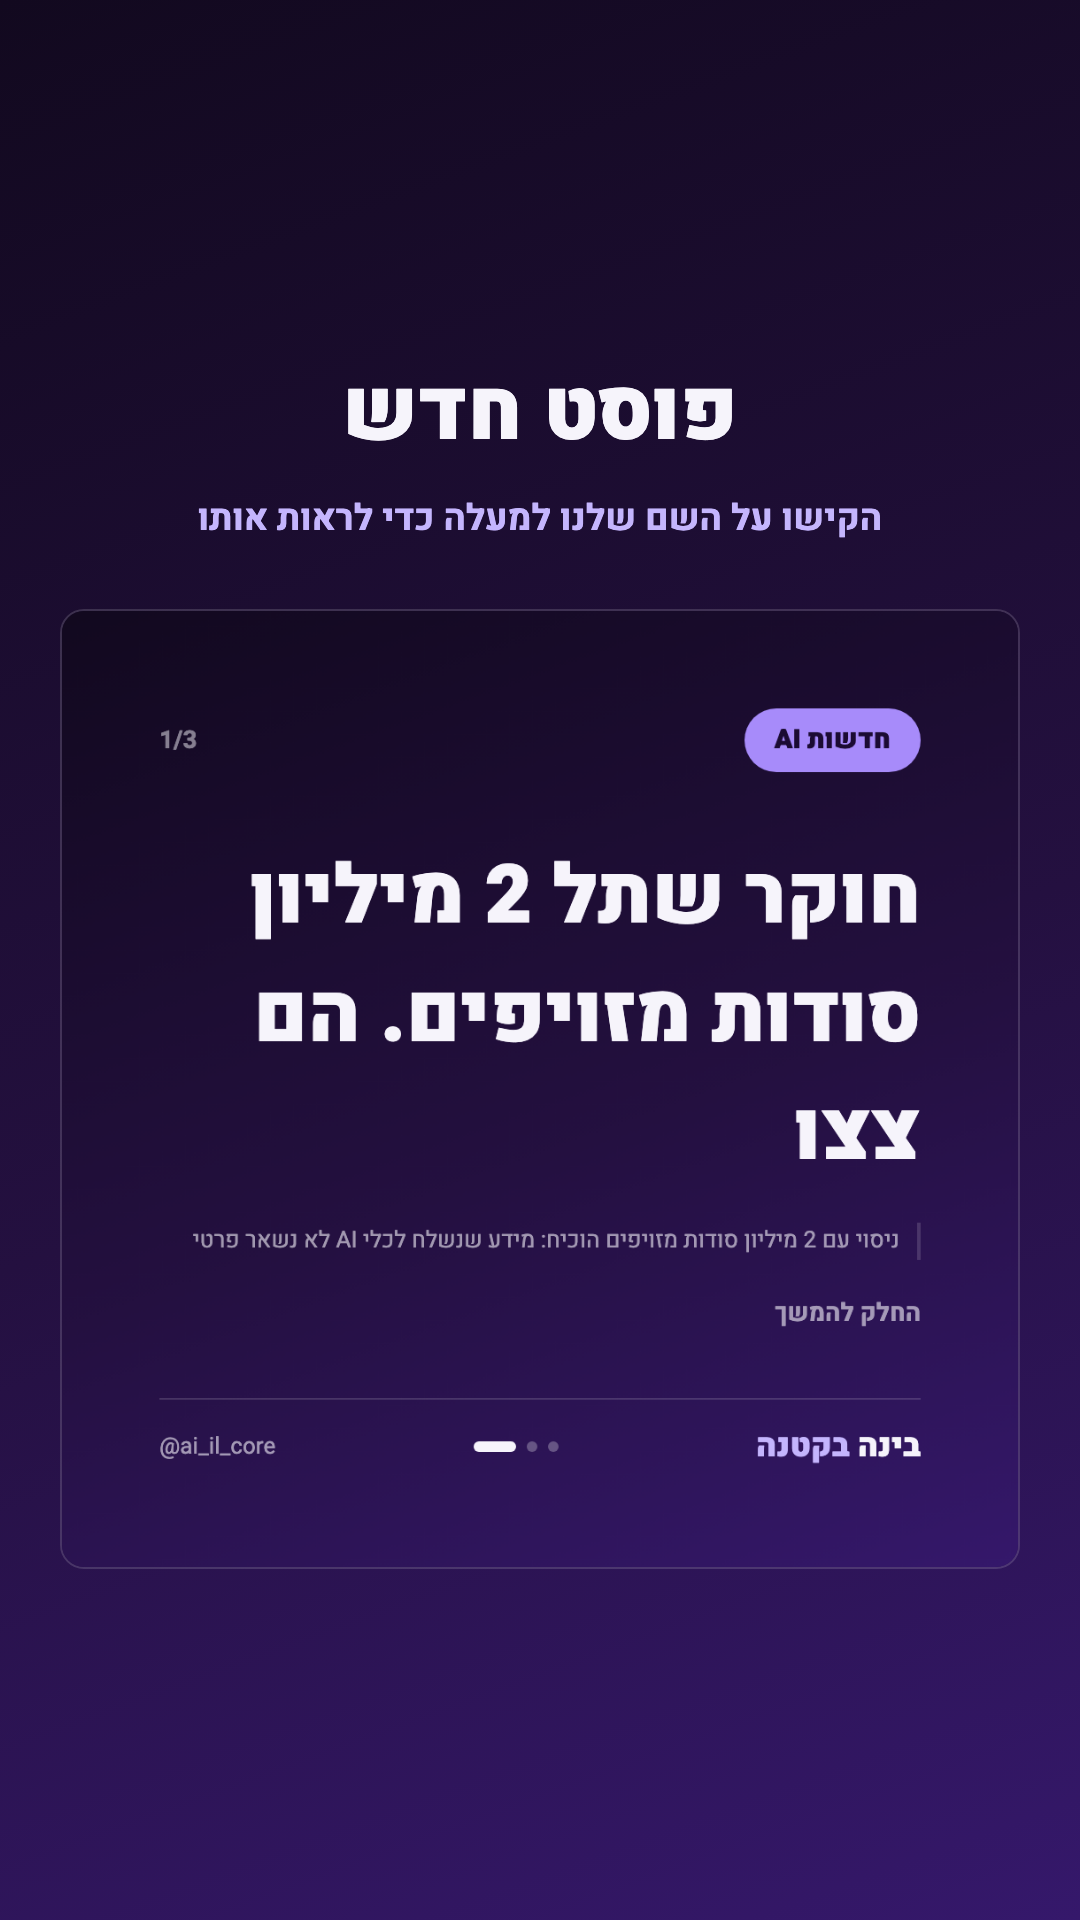 פוסט חדש
הקישו על השם שלנו למעלה כדי לראות אותו
חדשות AI
1/3
חוקר שתל 2 מיליון
סודות מזויפים. הם
צצו
ניסוי עם 2 מיליון סודות מזויפים הוכיח: מידע שנשלח לכלי AI לא נשאר פרטי
החלק להמשך
בינה בקטנה
@ai_il_core